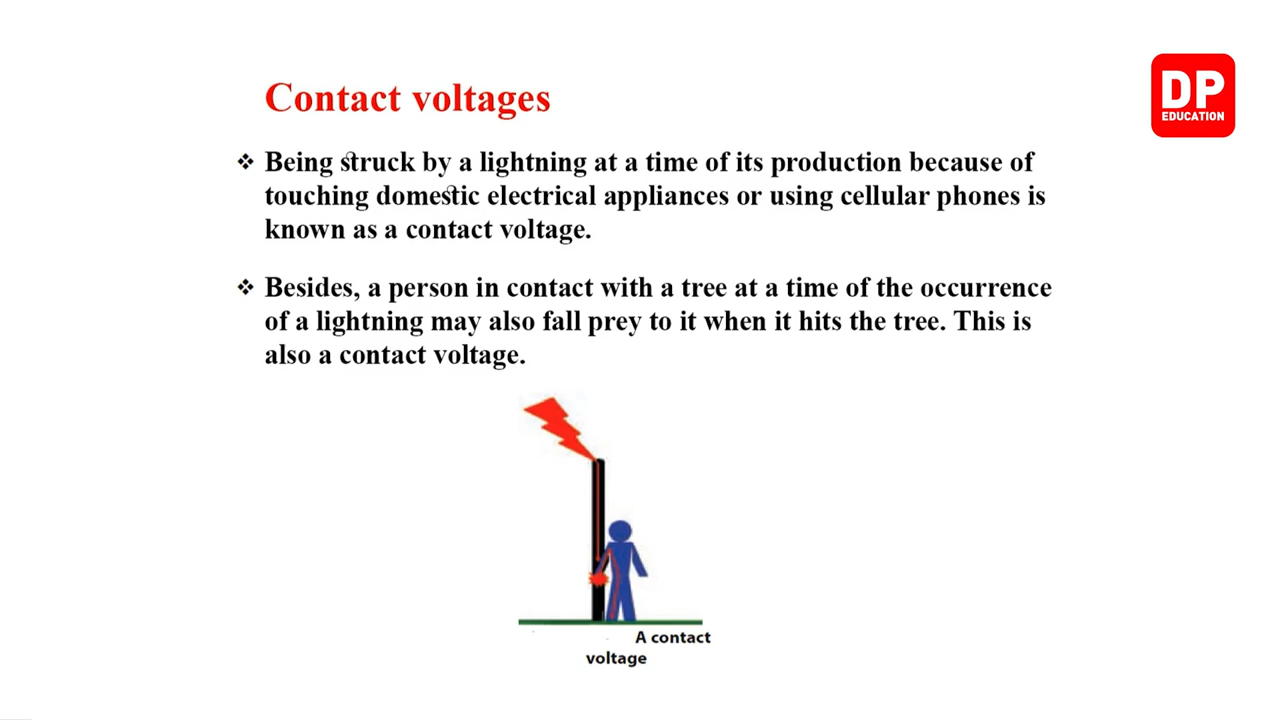 Contact voltages
DP
EDUCATION
❖ Being struck by a lightning at a time of its production because of
touching domestic electrical appliances or using cellular phones is
known as a contact voltage.
❖ Besides, a person in contact with a tree at a time of the occurrence
of a lightning may also fall prey to it when it hits the tree. This is
also a contact voltage.
A contact
voltage